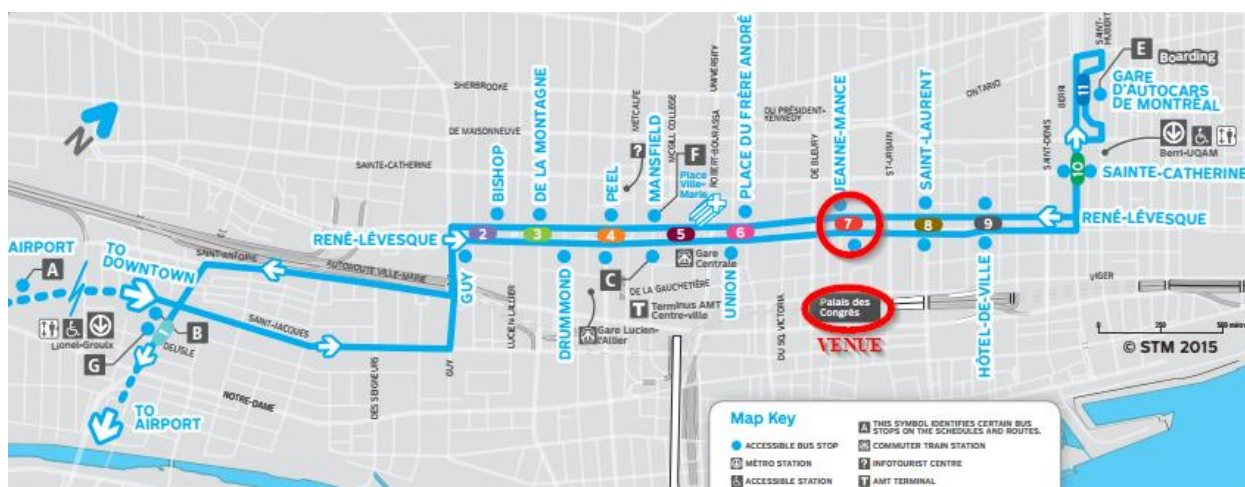 SHERBROOKE
DE MAISONNEUVE
SAINTE-CATHERINE
N
RENÉ-LÉVESQUE
BISHOP
DE LA MONTAGNE
METCALFE
?
PEEL
MCGILL COLLEGE
MANSFIELD
F
Place
Ville-
Marie
UNIVERSITY
ROBERT-BOURASSA
PLACE DU FRÈRE ANDRÉ
DU PRÉSIDENT-
KENNEDY
DE BLEURY
JEANNE-MANCE
ST-URBAIN
SAINT-LAURENT
ONTARIO
SAINT-DENIS
BERRI
SAINT-HUBERT
E
Boarding
GARE
D'AUTOCARS
DE MONTRÉAL
11
Berri-UQAM
10
SAINTE-CATHERINE
RENÉ-LÉVESQUE
2
3
4
5
6
7
8
9
AIRPORT
A
TO
DOWNTOWN
SAINT-ANTOINE
AUTOROUTE VILLE-MARIE
SAINT-JACQUES
Lionel-Groulx
B
G
DELISLE
NOTRE-DAME
DES SEIGNEURS
GUY
GUY
LUCIEN-L'ALLIER
DRUMMOND
C
Gare Lucien-
l'Allier
Gare
Centrale
DE LA GAUCHETIÈRE
T
Terminus AMT
Centre-ville
UNION
DU SQ. VICTORIA
Palais des
Congrès
VENUE
HÔTEL-DE-VILLE
VIGER
0
250
© STM 2015
TO
AIRPORT
Map Key
ACCESSIBLE BUS STOP
MÉTRO STATION
ACCESSIBLE STATION
A
THIS SYMBOL IDENTIFIES CERTAIN BUS
STOPS ON THE SCHEDULES AND ROUTES.
COMMUTER TRAIN STATION
? INFOTOURIST CENTRE
T AMT TERMINAL